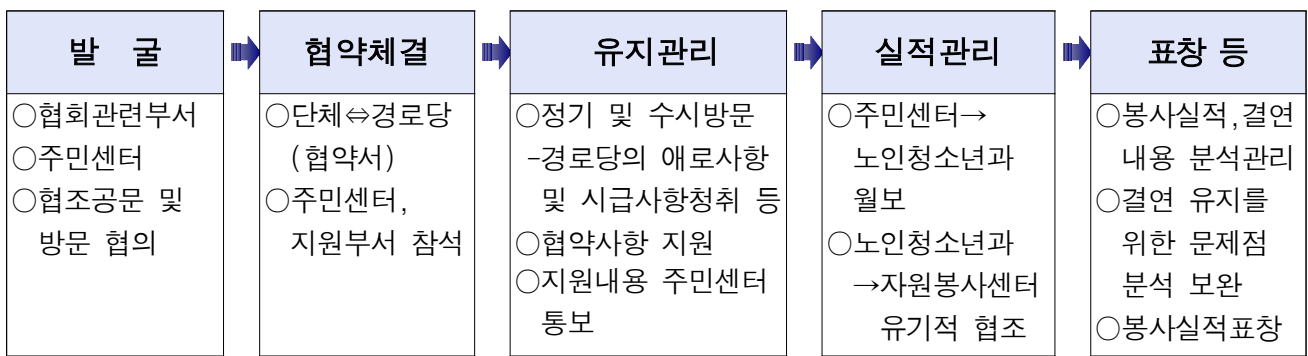 발 굴
○협회관련부서
○주민센터
○협조공문 및
방문 협의
협약체결
○단체⇔경로당
(협약서)
○주민센터,
지원부서 참석
유지관리
○정기 및 수시방문
-경로당의 애로사항
및 시급사항청취 등
○협약사항 지원
○지원내용 주민센터
통보
실적관리
○주민센터→
노인청소년과
월보
○노인청소년과
→자원봉사센터
유기적 협조
표창 등
○봉사실적,결연
내용 분석관리
○결연 유지를
위한 문제점
분석 보완
○봉사실적표창